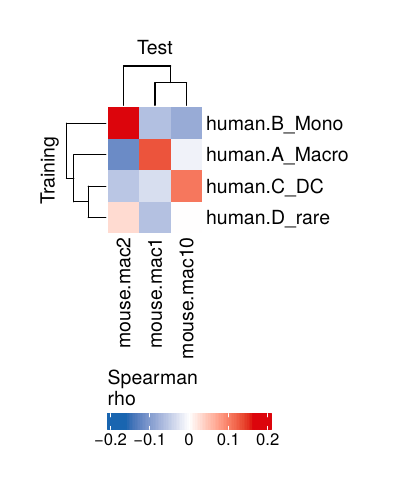 Test
Training
human.B_Mono
human.A_Macro
human.C_DC
human.D_rare
mouse.mac2
mouse.mac1
mouse.mac10
Spearman
rho
−0.2 −0.1 0 0.1 0.2